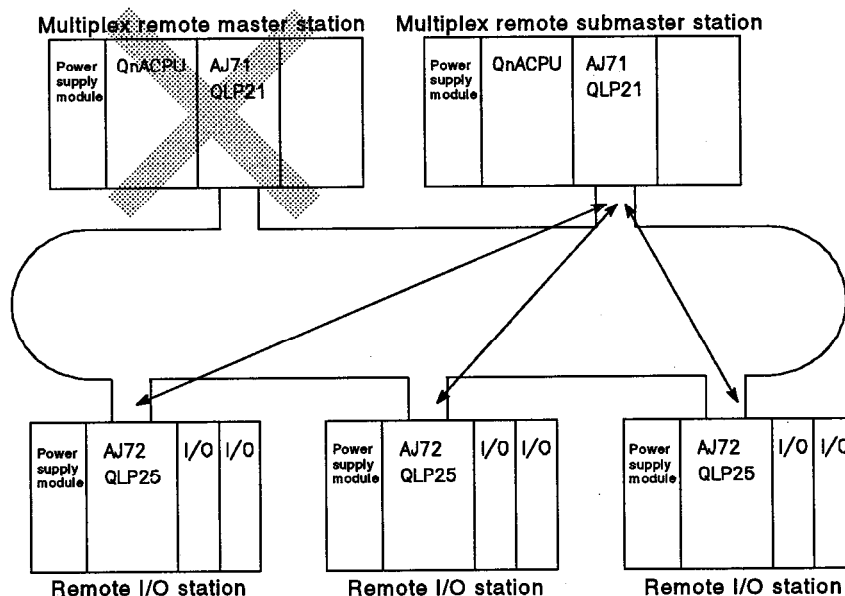 Multiplex remote master station
Multiplex remote submaster station
Power
supply
module
QnACPU
AJ71
QLP21
Power
supply
module
QnACPU
AJ71
QLP21
Power
supply
module
AJ72
QLP25
I/O
I/O
Power
supply
module
AJ72
QLP25
I/O
I/O
Power
supply
module
AJ72
QLP25
I/O
I/O
Remote I/O station
Remote I/O station
Remote I/O station